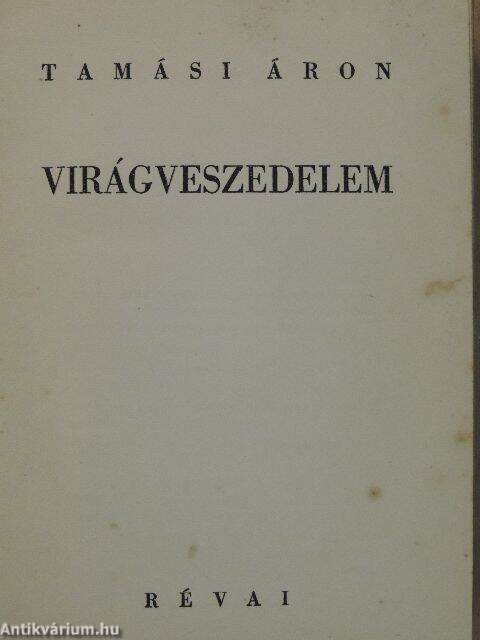 TAMÁSI ÁRON
VIRÁGVESZEDELEM
RÉVAI
Antikvárium.hu